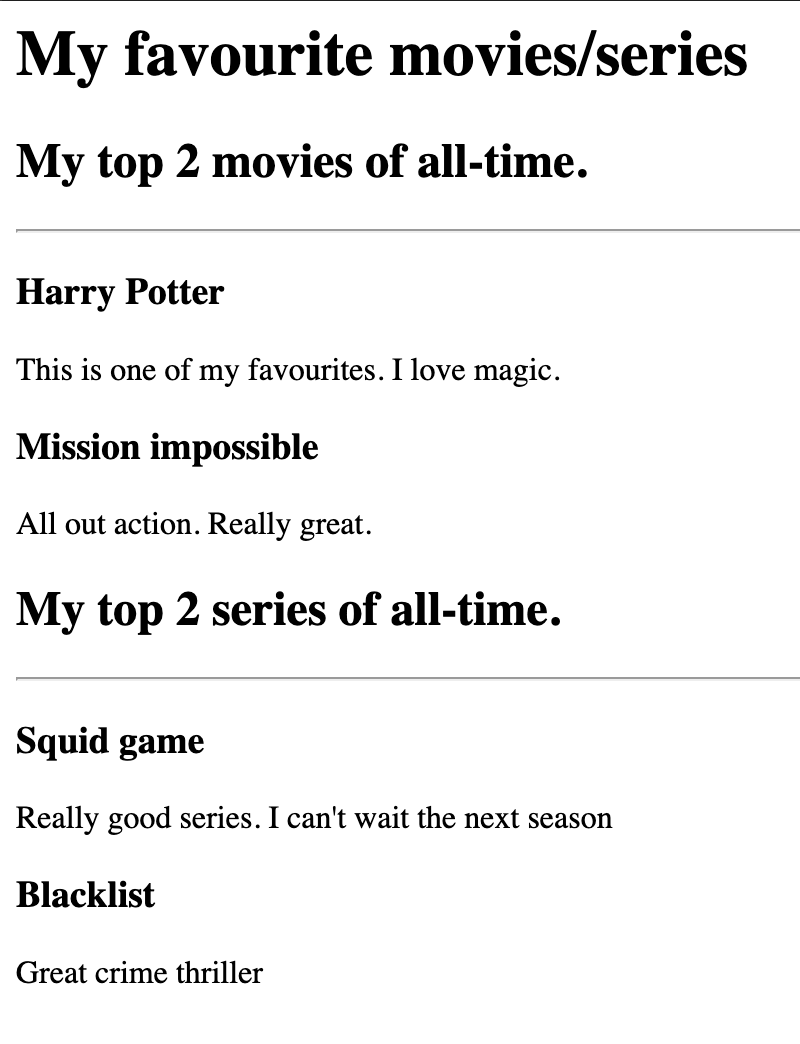 My favourite movies/series
My top 2 movies of all-time.
Harry Potter
This is one of my favourites. I love magic.
Mission impossible
All out action. Really great.
My top 2 series of all-time.
Squid game
Really good series. I can't wait the next season
Blacklist
Great crime thriller